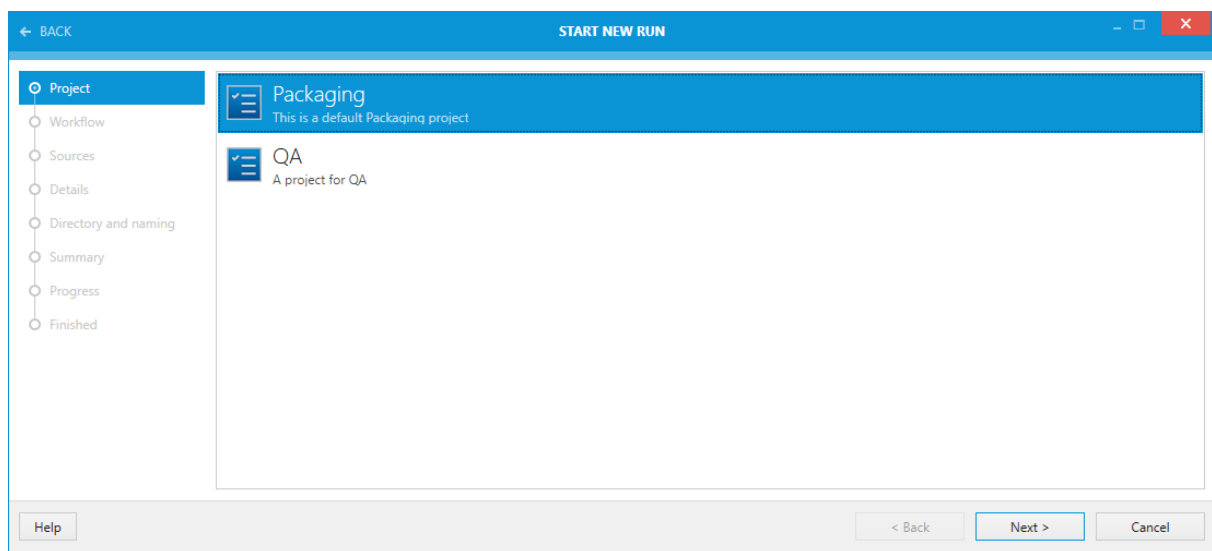 ← BACK
START NEW RUN
Project
Workflow
Sources
Details
Directory and naming
Summary
Progress
Finished
Packaging
This is a default Packaging project
QA
A project for QA
Help
< Back
Next >
Cancel